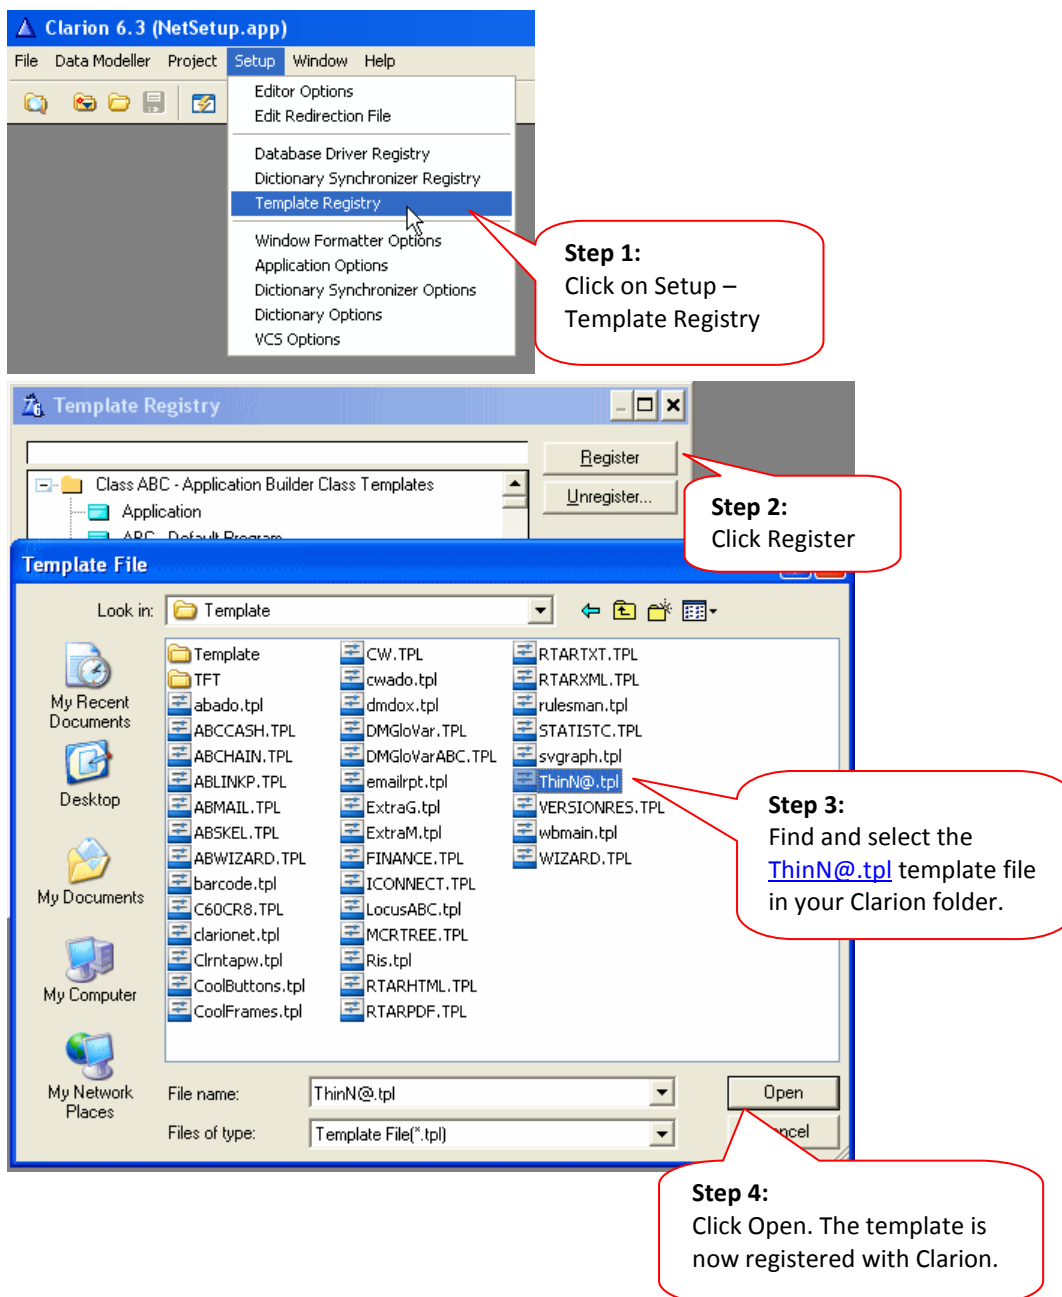 Clarion 6.3 (NetSetup.app)
File Data Modeller Project Setup Window Help
Editor Options
Edit Redirection File
Database Driver Registry
Dictionary Synchronizer Registry
Template Registry
Window Formatter Options
Application Options
Dictionary Synchronizer Options
Dictionary Options
VCS Options
Step 1:
Click on Setup –
Template Registry
Template Registry
Register
Unregister...
Class ABC - Application Builder Class Templates
Application
ABC - Default Program
Step 2:
Click Register
Template File
Look in: Template
My Recent
Documents
Desktop
My Documents
My Computer
My Network
Places
Template
TFT
abado.tpl
ABCCASH.TPL
ABCHAIN.TPL
ABLINKP.TPL
ABMAIL.TPL
ABSKEL.TPL
ABWIZARD.TPL
barcode.tpl
C60CR8.TPL
clarionet.tpl
Clrntapw.tpl
CoolButtons.tpl
CoolFrames.tpl
CW.TPL
cwado.tpl
dmdox.tpl
DMGloVar.TPL
DMGloVarABC.TPL
emailrpt.tpl
ExtraG.tpl
ExtraM.tpl
FINANCE.TPL
ICONNECT.TPL
LocusABC.tpl
MCRTREE.TPL
Ris.tpl
RTARHTML.TPL
RTARPDF.TPL
RTARTXT.TPL
RTARXML.TPL
rulesman.tpl
STATISTC.TPL
svgraph.tpl
ThinN@.tpl
VERSIONRES.TPL
wbmain.tpl
WIZARD.TPL
Step 3:
Find and select the
ThinN@.tpl template file
in your Clarion folder.
File name: ThinN@.tpl
Open
Files of type: Template File(*.tpl)
Step 4:
Click Open. The template is
now registered with Clarion.